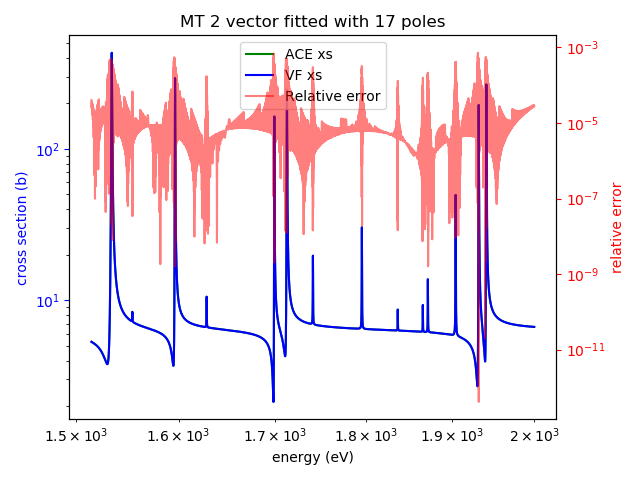 MT 2 vector fitted with 17 poles
ACE xs
VF xs
Relative error
cross section (b)
10²
10¹
relative error
10⁻³
10⁻⁵
10⁻⁷
10⁻⁹
10⁻¹¹
1.5 × 10³ 1.6 × 10³ 1.7 × 10³ 1.8 × 10³ 1.9 × 10³ 2 × 10³
energy (eV)